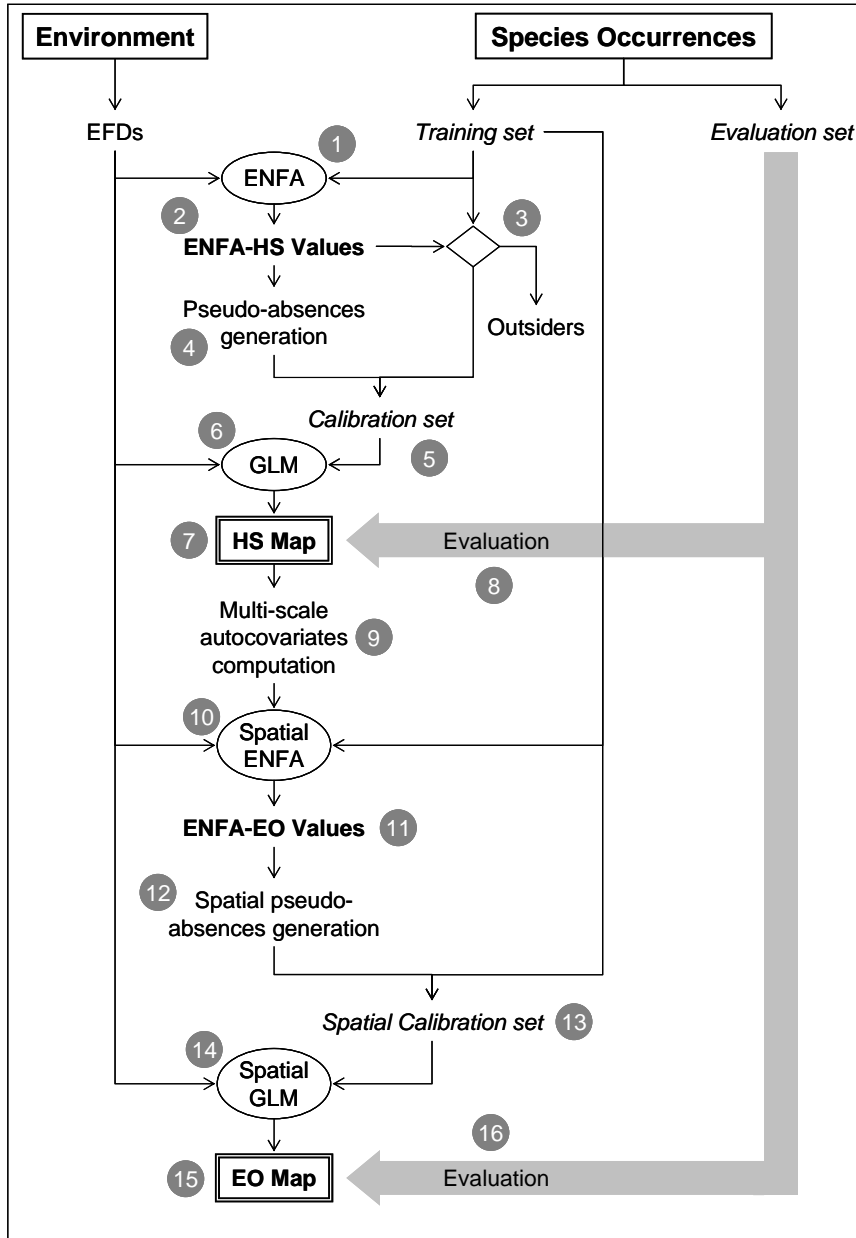 Environment
Species Occurrences
EFDs
Training set
Evaluation set
1
ENFA
2
3
ENFA-HS Values
Pseudo-absences
generation
4
Outsiders
Calibration set
6
5
GLM
7
HS Map
Evaluation
8
Multi-scale
autocovariates
computation
9
10
Spatial
ENFA
ENFA-EO Values
11
12
Spatial pseudo-
absences generation
Spatial Calibration set
13
14
Spatial
GLM
16
15
EO Map
Evaluation